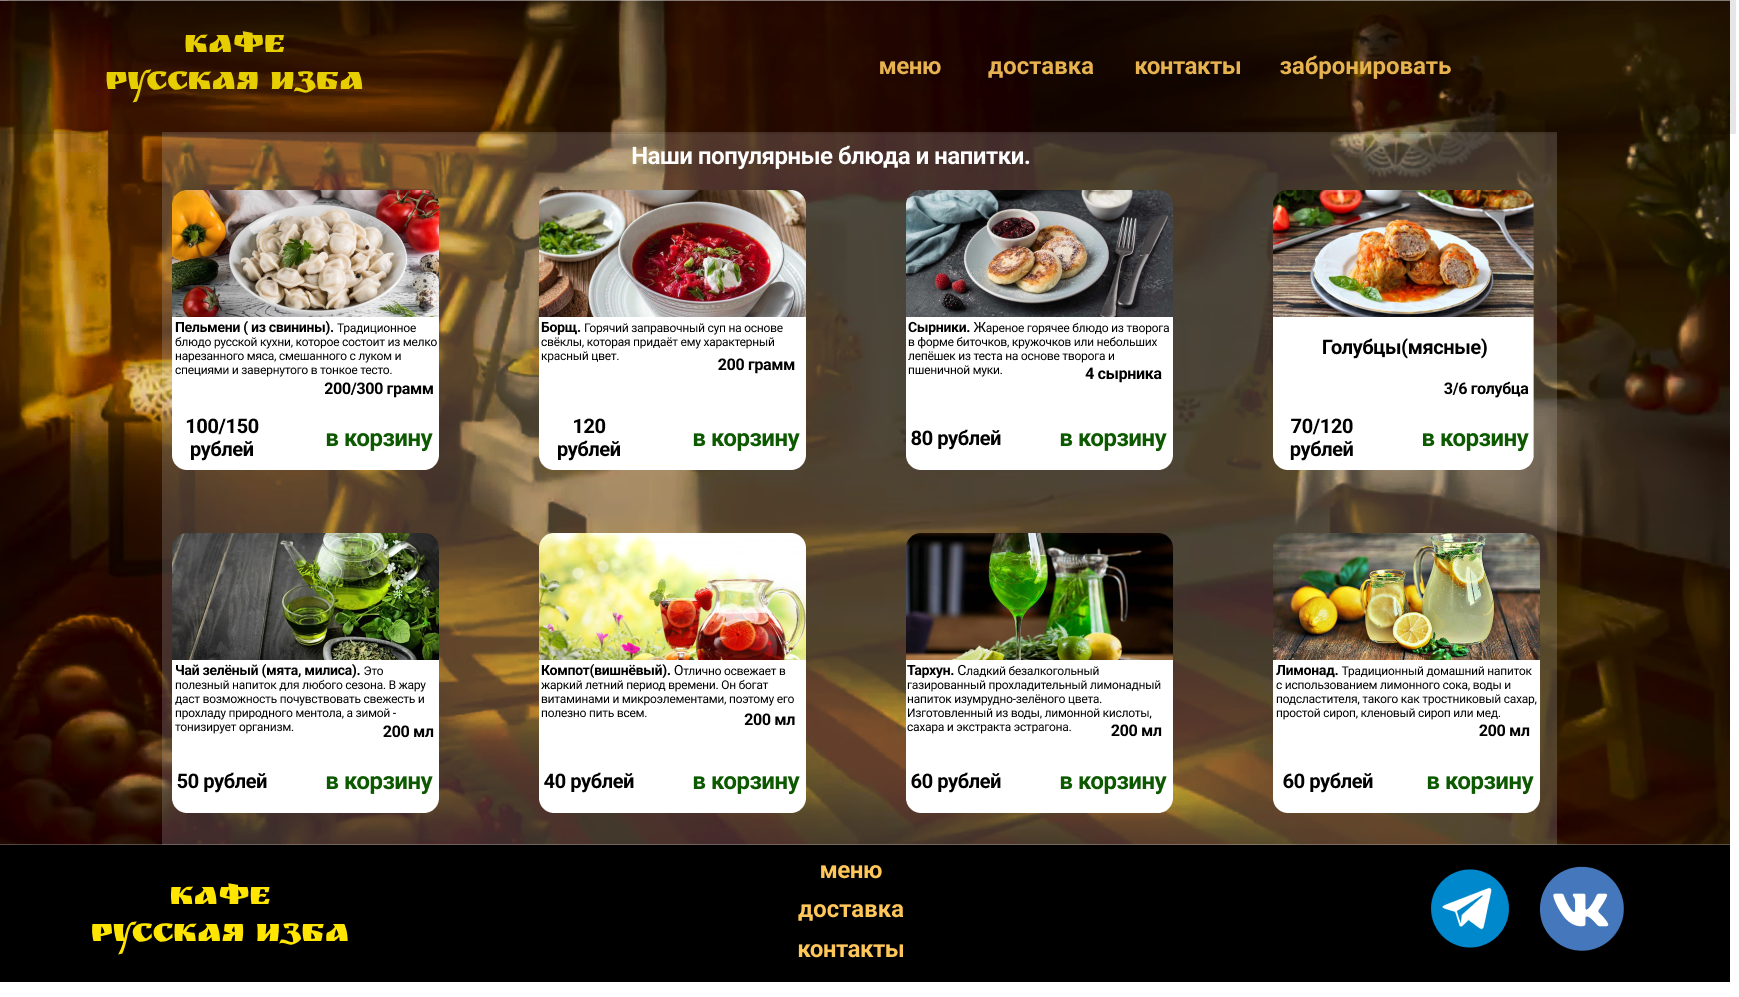 КАФЕ
РУССКАЯ ИЗБА
меню доставка контакты забронировать
Наши популярные блюда и напитки.
Пельмени ( из свинины). Традиционное
блюдо русской кухни, которое состоит из мелко
нарезанного мяса, смешанного с луком и
специями и завернутого в тонкое тесто.
200/300 грамм
100/150
рублей
в корзину
Борщ. Горячий заправочный суп на основе
свёклы, которая придаёт ему характерный
красный цвет.
200 грамм
120
рублей
в корзину
Сырники. Жареное горячее блюдо из творога
в форме биточков, кружочков или небольших
лепёшек из теста на основе творога и
пшеничной муки.
4 сырника
80 рублей
в корзину
Голубцы(мясные)
3/6 голубца
70/120
рублей
в корзину
Чай зелёный (мята, милиса). Это
полезный напиток для любого сезона. В жару
даст возможность почувствовать свежесть и
прохладу природного ментола, а зимой -
тонизирует организм.
200 мл
50 рублей
в корзину
Компот(вишнёвый). Отлично освежает в
жаркий летний период времени. Он богат
витаминами и микроэлементами, поэтому его
полезно пить всем.
200 мл
40 рублей
в корзину
Тархун. Сладкий безалкогольный
газированный прохладительный лимонадный
напиток изумрудно-зелёного цвета.
Изготовленный из воды, лимонной кислоты,
сахара и экстракта эстрагона.
200 мл
60 рублей
в корзину
Лимонад. Традиционный домашний напиток
с использованием лимонного сока, воды и
подсластителя, такого как тростниковый сахар,
простой сироп, кленовый сироп или мед.
200 мл
60 рублей
в корзину
КАФЕ
РУССКАЯ ИЗБА
меню
доставка
контакты